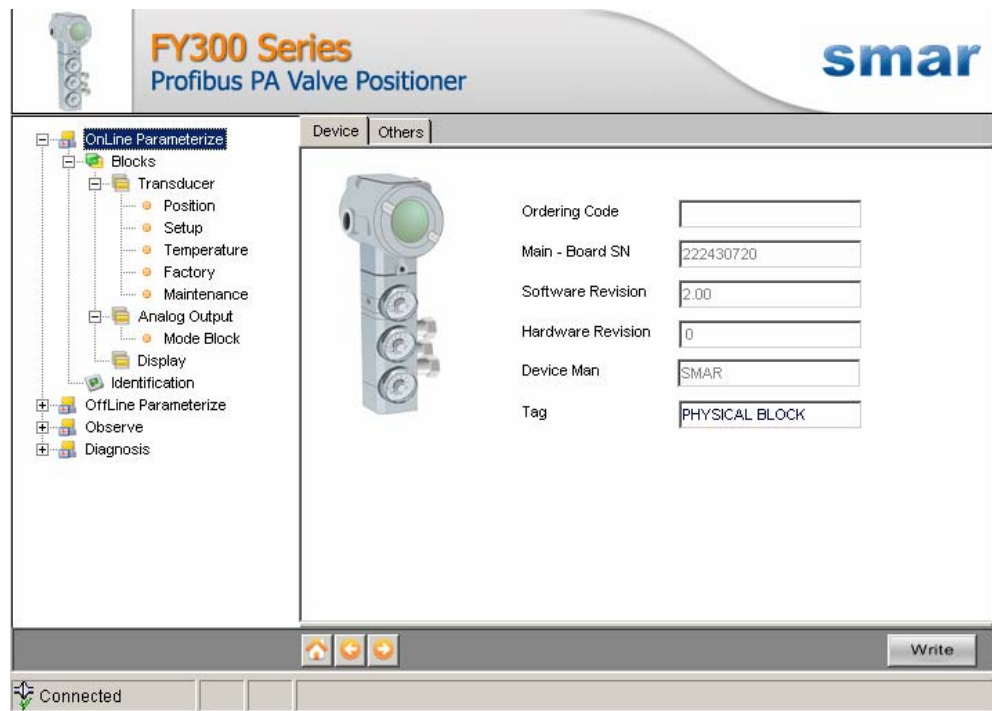 FY300 Series
Profibus PA Valve Positioner
smar
OnLine Parameterize
Blocks
Transducer
Position
Setup
Temperature
Factory
Maintenance
Analog Output
Mode Block
Display
Identification
OffLine Parameterize
Observe
Diagnosis
Device
Others
Ordering Code
Main - Board SN
222430720
Software Revision
2.00
Hardware Revision
0
Device Man
SMAR
Tag
PHYSICAL BLOCK
Write
Connected